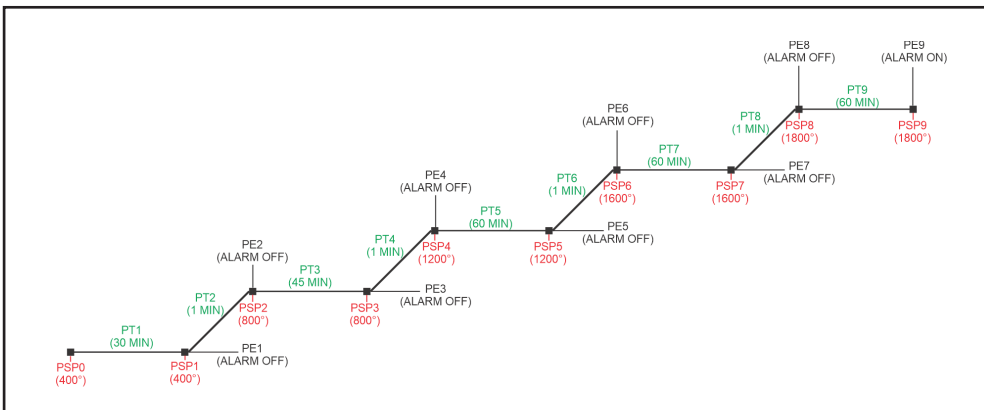 PE8
(ALARM OFF)
PE9
(ALARM ON)
PT9
(60 MIN)
PE6
(ALARM OFF)
PT8
(1 MIN)
PSP8
(1800°)
PSP9
(1800°)
PT7
(60 MIN)
PE7
(ALARM OFF)
PE4
(ALARM OFF)
PT6
(1 MIN)
PSP6
(1600°)
PSP7
(1600°)
PT5
(60 MIN)
PE5
(ALARM OFF)
PE2
(ALARM OFF)
PT4
(1 MIN)
PSP4
(1200°)
PSP5
(1200°)
PT3
(45 MIN)
PE3
(ALARM OFF)
PT2
(1 MIN)
PSP2
(800°)
PSP3
(800°)
PT1
(30 MIN)
PE1
(ALARM OFF)
PSP0
(400°)
PSP1
(400°)